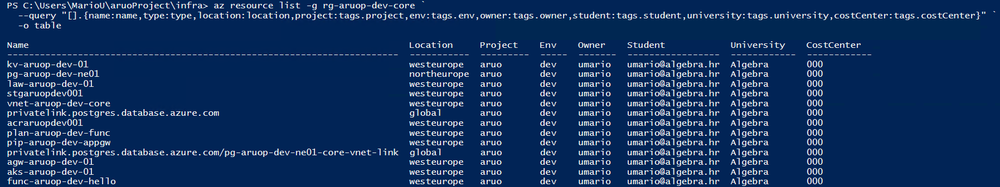 PS C:\Users\MarioU\aruoProject\infra> az resource list -g rg-aruop-dev-core `
  --query "[].{name:name,type:type,location:location,project:tags.project,env:tags.env,owner:tags.owner,student:tags.student,university:tags.university,costCenter:tags.costCenter}" `
  -o table
Name                                                                     Location     Project    Env    Owner    Student            University    CostCenter
-----------------------------------------------------------------------  -----------  ---------  -----  -------  -----------------  ------------  ------------
kv-aruop-dev-01                                                          westeurope   aruo       dev    umario   umario@algebra.hr  Algebra       000
pg-aruop-dev-ne01                                                        northeurope  aruo       dev    umario   umario@algebra.hr  Algebra       000
law-aruop-dev-01                                                         westeurope   aruo       dev    umario   umario@algebra.hr  Algebra       000
stgaruopdev001                                                           westeurope   aruo       dev    umario   umario@algebra.hr  Algebra       000
vnet-aruop-dev-core                                                      westeurope   aruo       dev    umario   umario@algebra.hr  Algebra       000
privatelink.postgres.database.azure.com                                  global       aruo       dev    umario   umario@algebra.hr  Algebra       000
acraruopdev001                                                           westeurope   aruo       dev    umario   umario@algebra.hr  Algebra       000
plan-aruop-dev-func                                                      westeurope   aruo       dev    umario   umario@algebra.hr  Algebra       000
pip-aruop-dev-appgw                                                      westeurope   aruo       dev    umario   umario@algebra.hr  Algebra       000
privatelink.postgres.database.azure.com/pg-aruop-dev-ne01-core-vnet-link  global       aruo       dev    umario   umario@algebra.hr  Algebra       000
agw-aruop-dev-01                                                         westeurope   aruo       dev    umario   umario@algebra.hr  Algebra       000
aks-aruop-dev-01                                                         westeurope   aruo       dev    umario   umario@algebra.hr  Algebra       000
func-aruop-dev-hello                                                     westeurope   aruo       dev    umario   umario@algebra.hr  Algebra       000